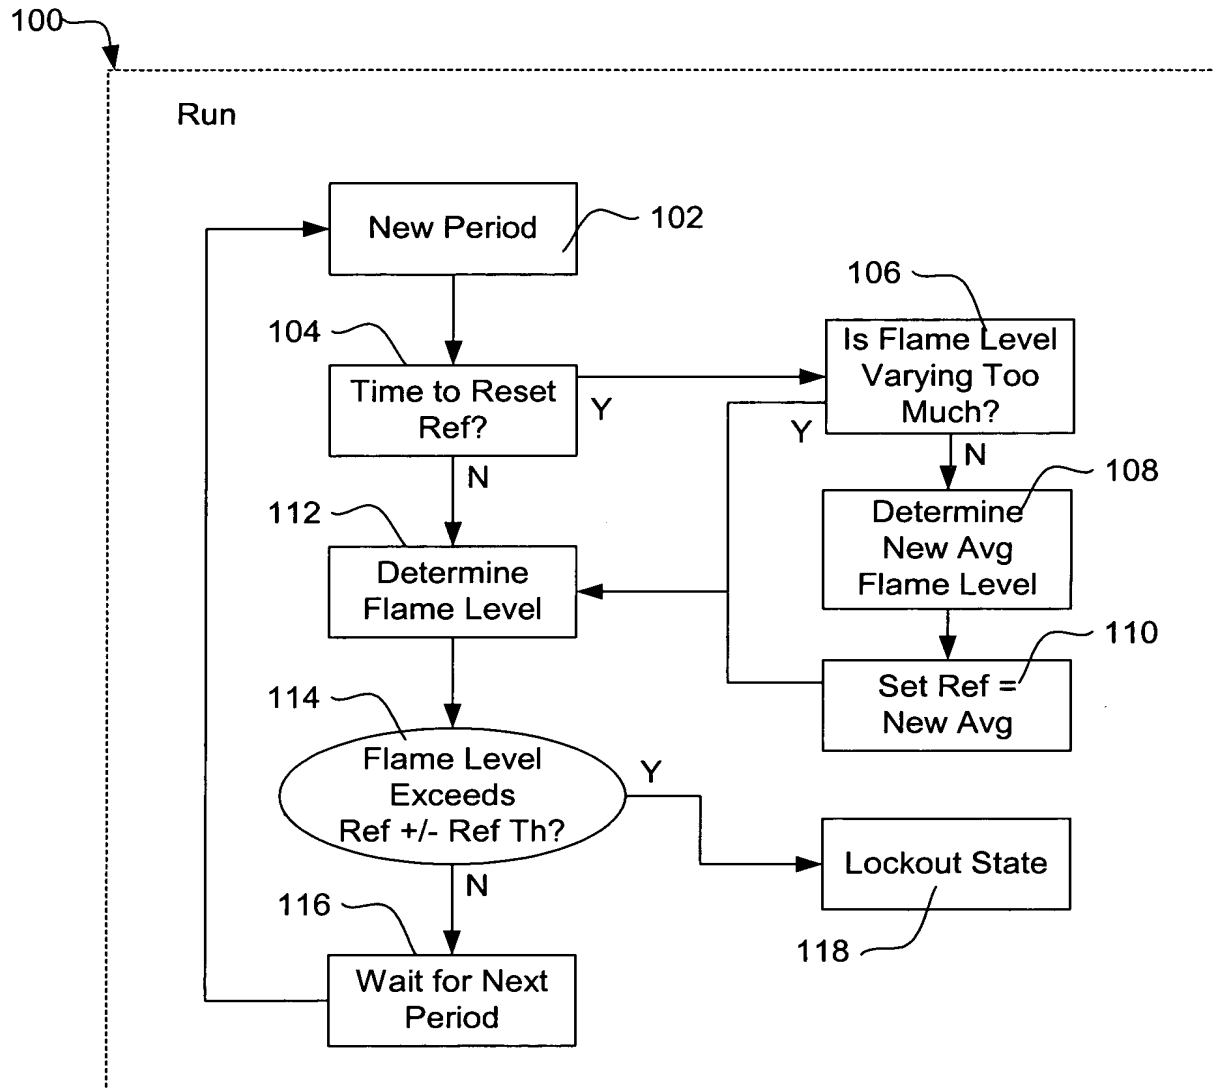 100
Run
New Period
102
106
104
Is Flame Level
Varying Too
Much?
Time to Reset
Ref?
Y
Y
N
N
108
112
Determine
New Avg
Flame Level
Determine
Flame Level
110
114
Set Ref =
New Avg
Flame Level
Exceeds
Ref +/- Ref Th?
Y
Lockout State
N
116
118
Wait for Next
Period